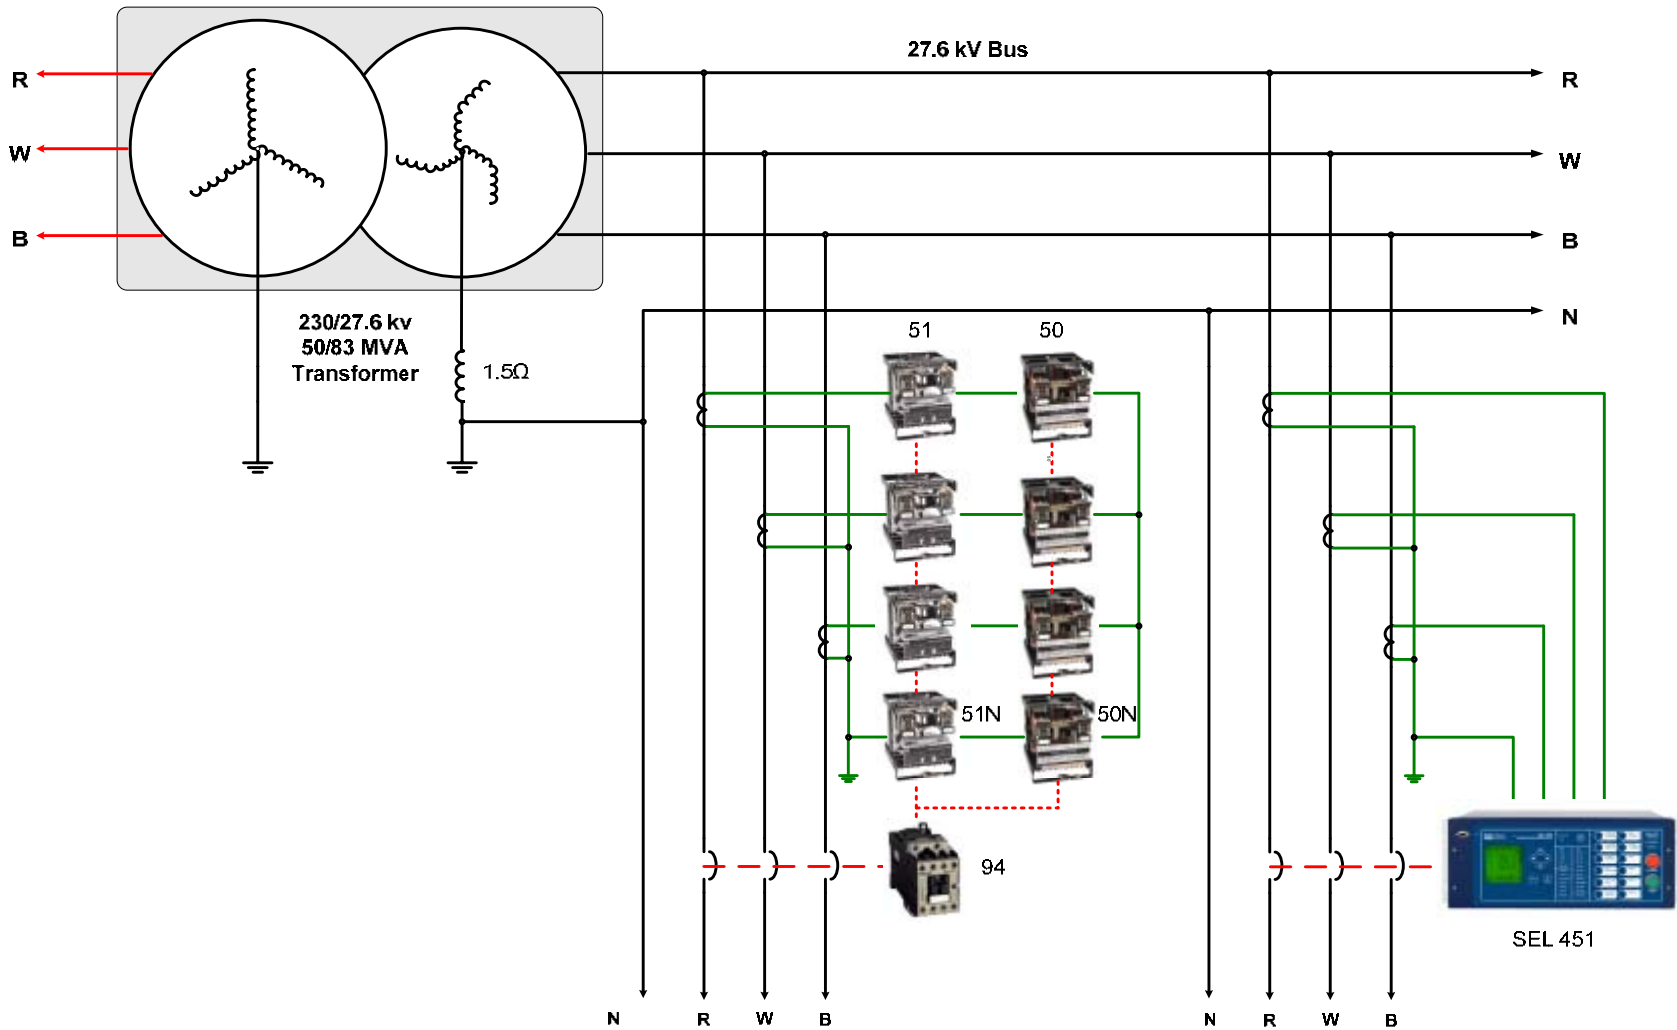 27.6 kV Bus
R
R
W
W
B
B
N
230/27.6 kv
50/83 MVA
Transformer
1.5Ω
51
50
51N
50N
94
SEL 451
N
R
W
B
N
R
W
B